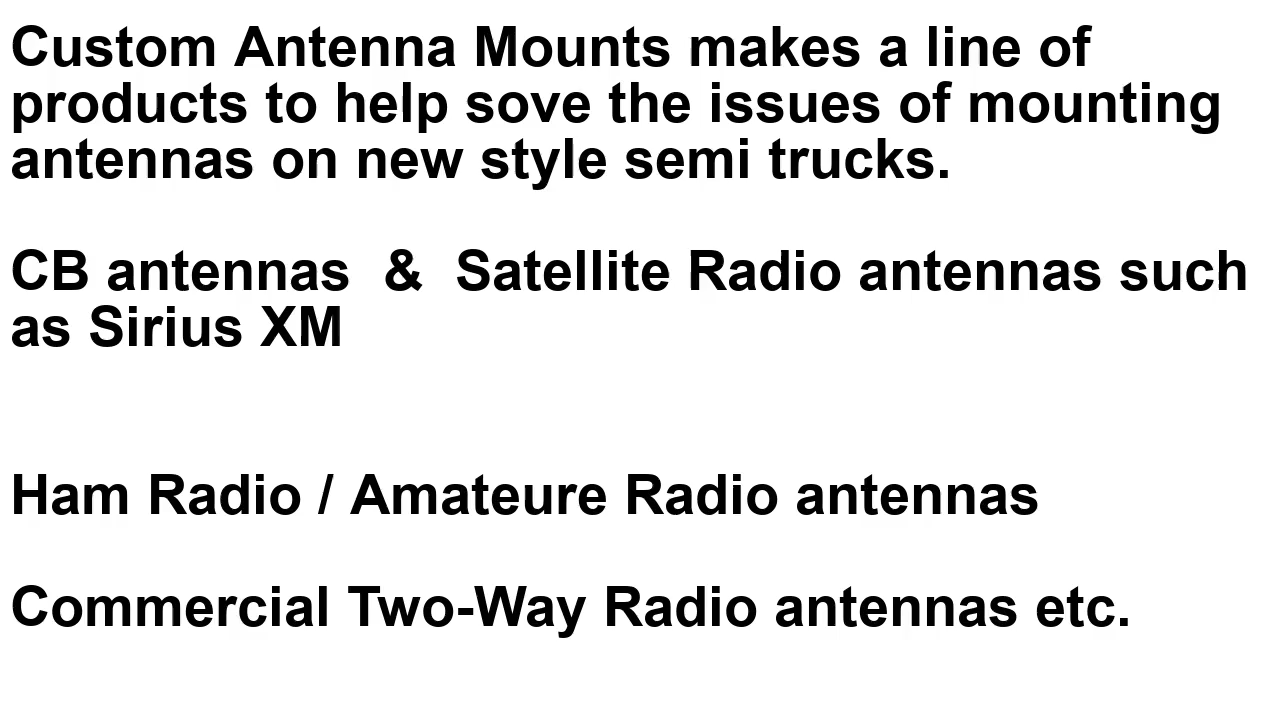 Custom Antenna Mounts makes a line of
products to help sove the issues of mounting
antennas on new style semi trucks.
CB antennas & Satellite Radio antennas such
as Sirius XM
Ham Radio / Amateure Radio antennas
Commercial Two-Way Radio antennas etc.